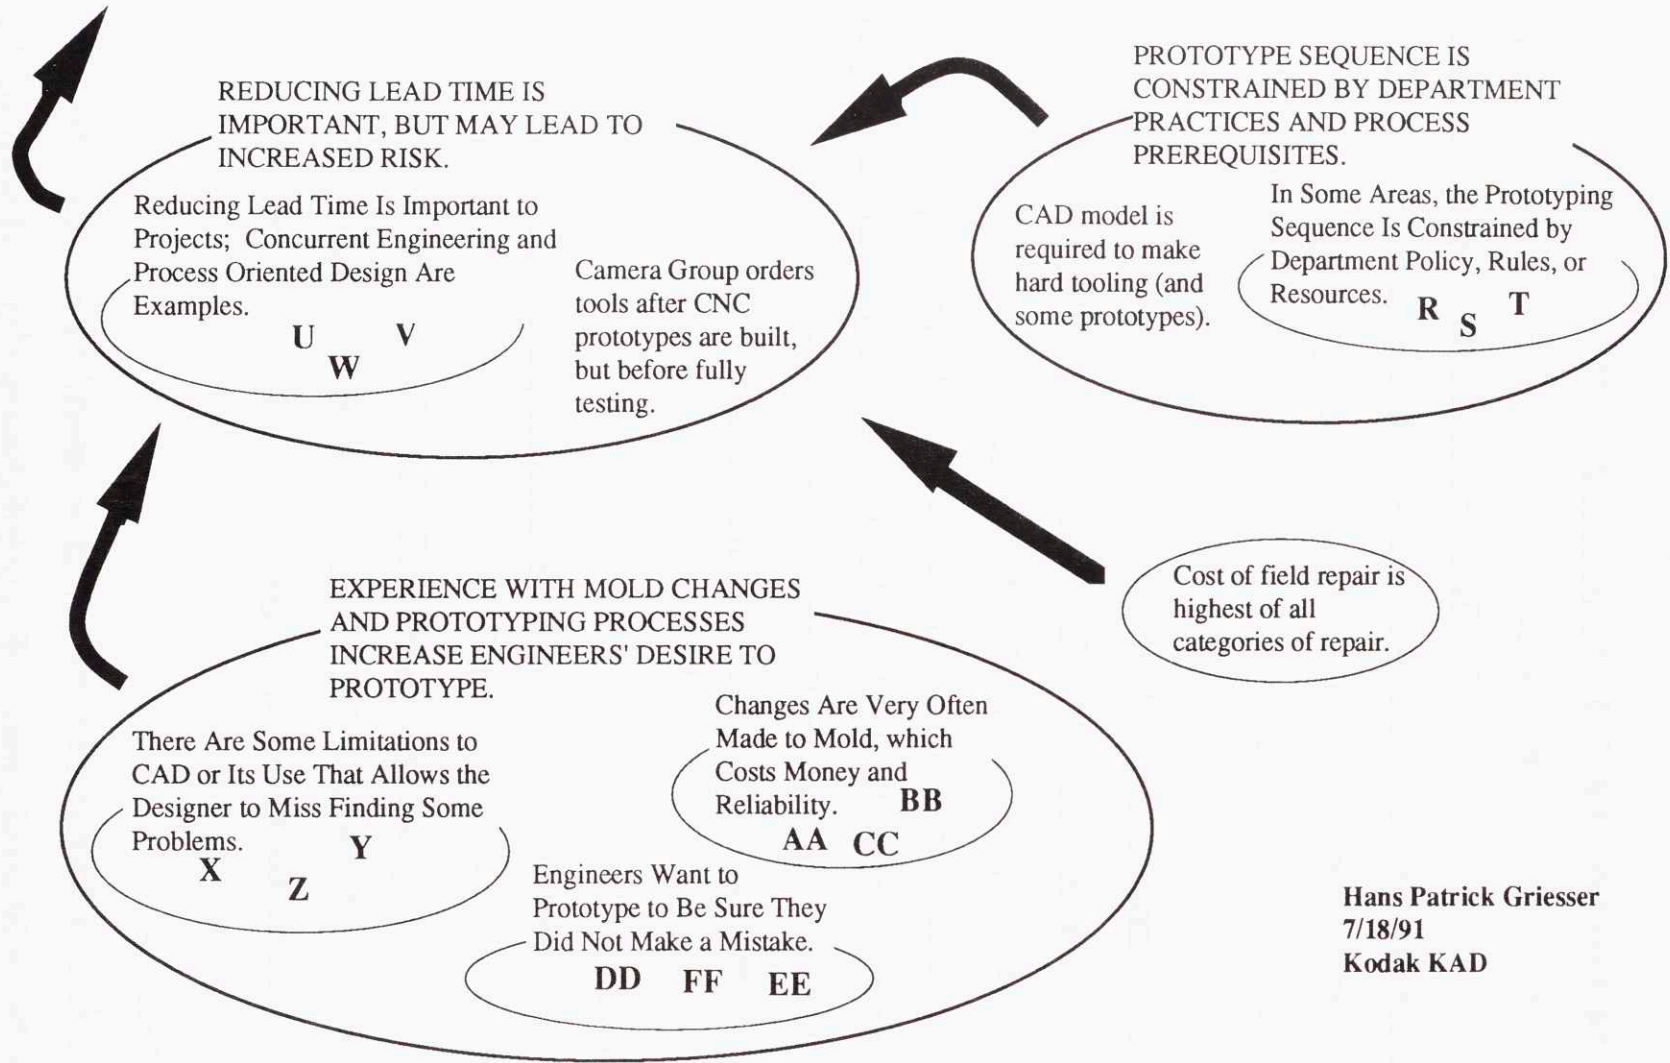 REDUCING LEAD TIME IS
IMPORTANT, BUT MAY LEAD TO
INCREASED RISK.
Reducing Lead Time Is Important to
Projects; Concurrent Engineering and
Process Oriented Design Are
Examples.
U V
W
Camera Group orders
tools after CNC
prototypes are built,
but before fully
testing.
PROTOTYPE SEQUENCE IS
CONSTRAINED BY DEPARTMENT
PRACTICES AND PROCESS
PREREQUISITES.
CAD model is
required to make
hard tooling (and
some prototypes).
In Some Areas, the Prototyping
Sequence Is Constrained by
Department Policy, Rules, or
Resources.
R S T
Cost of field repair is
highest of all
categories of repair.
EXPERIENCE WITH MOLD CHANGES
AND PROTOTYPING PROCESSES
INCREASE ENGINEERS' DESIRE TO
PROTOTYPE.
There Are Some Limitations to
CAD or Its Use That Allows the
Designer to Miss Finding Some
Problems.
X Y
Z
Changes Are Very Often
Made to Mold, which
Costs Money and
Reliability.
BB
AA CC
Engineers Want to
Prototype to Be Sure They
Did Not Make a Mistake.
DD FF EE
Hans Patrick Griesser
7/18/91
Kodak KAD